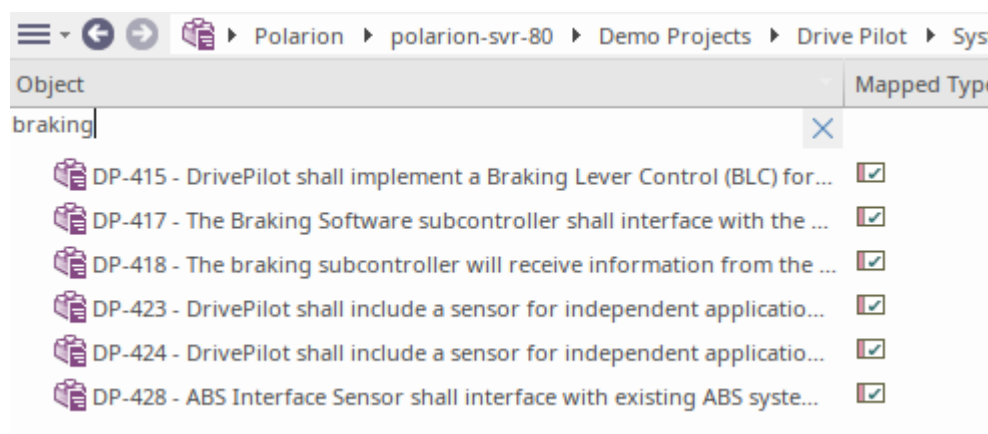 Polarion polarion-svr-80 Demo Projects Drive Pilot Sys
Object Mapped Type
braking
DP-415 - DrivePilot shall implement a Braking Lever Control (BLC) for...
DP-417 - The Braking Software subcontroller shall interface with the ...
DP-418 - The braking subcontroller will receive information from the ...
DP-423 - DrivePilot shall include a sensor for independent applicatio...
DP-424 - DrivePilot shall include a sensor for independent applicatio...
DP-428 - ABS Interface Sensor shall interface with existing ABS syste...